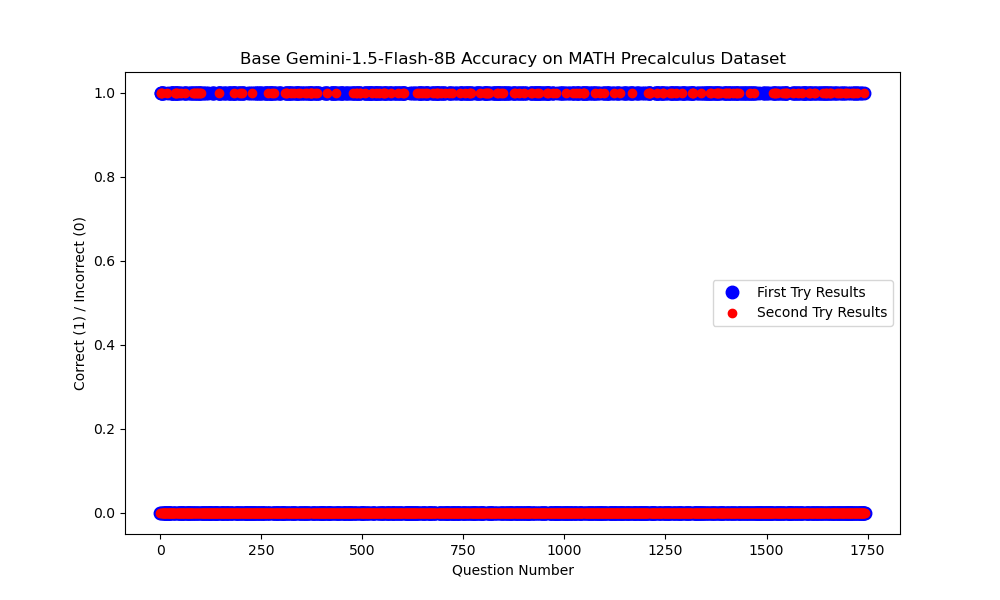 Base Gemini-1.5-Flash-8B Accuracy on MATH Precalculus Dataset
1.0
0.8
0.6
0.4
0.2
0.0
Correct (1) / Incorrect (0)
First Try Results
Second Try Results
0 250 500 750 1000 1250 1500 1750
Question Number